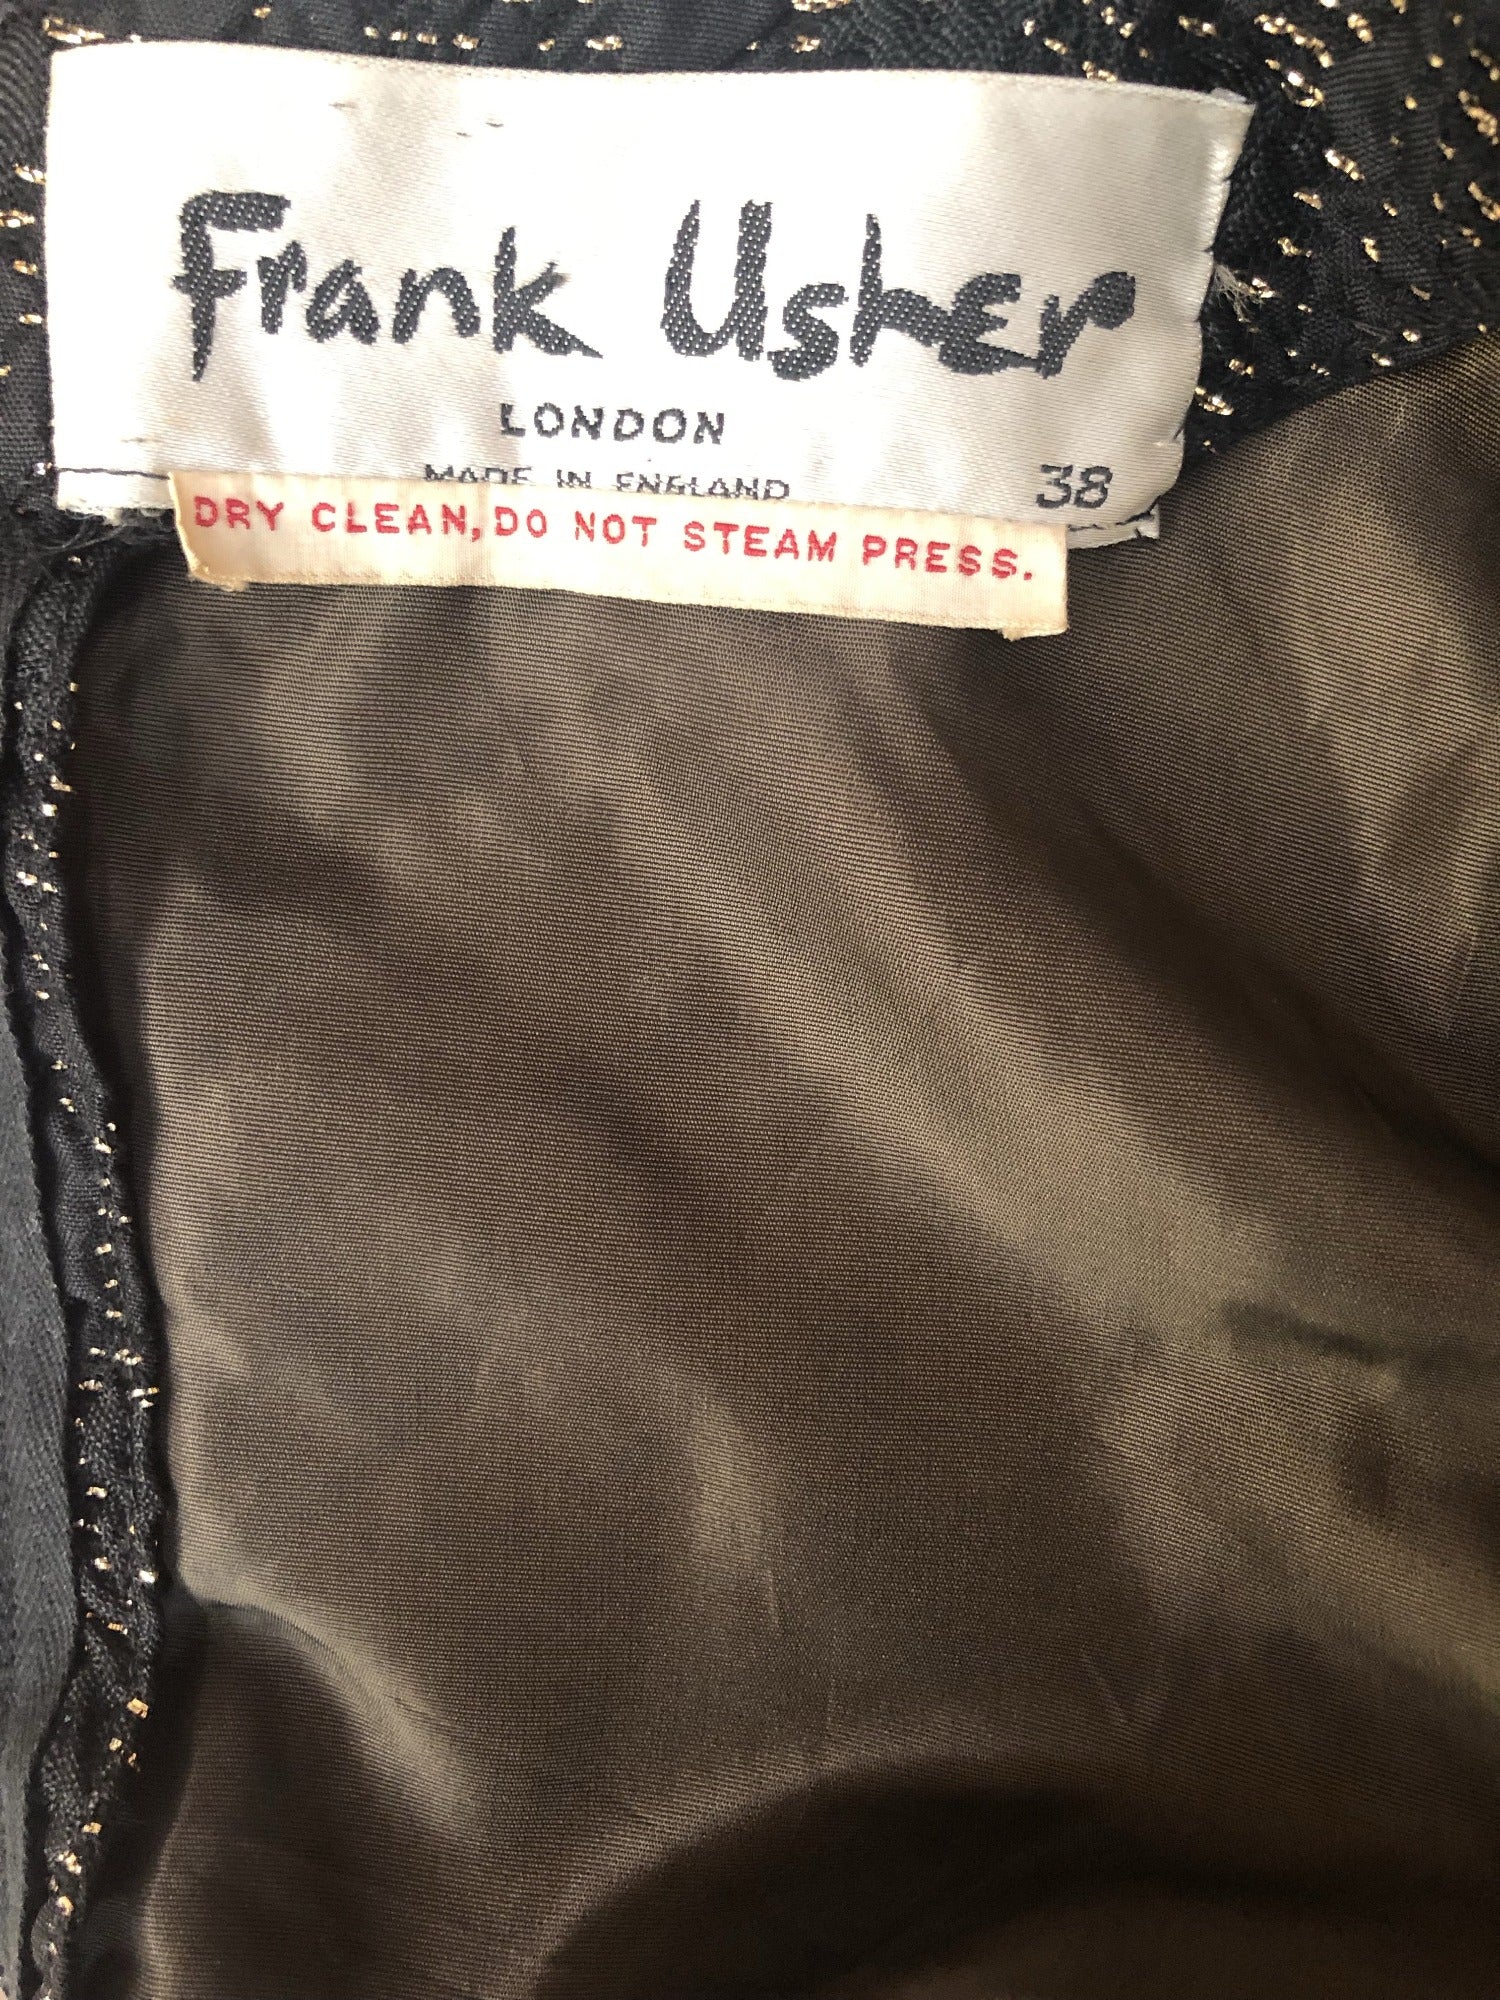 Frank Usher
LONDON
MADE IN ENGLAND 38
DRY CLEAN, DO NOT STEAM PRESS.